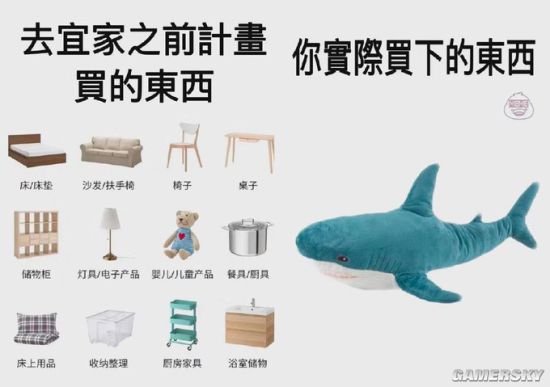 去宜家之前計畫
買的東西
你實際買下的東西
床/床垫
沙发/扶手椅
椅子
桌子
储物柜
灯具/电子产品
婴儿/儿童产品
餐具/厨具
床上用品
收纳整理
厨房家具
浴室储物
GAMERSKY